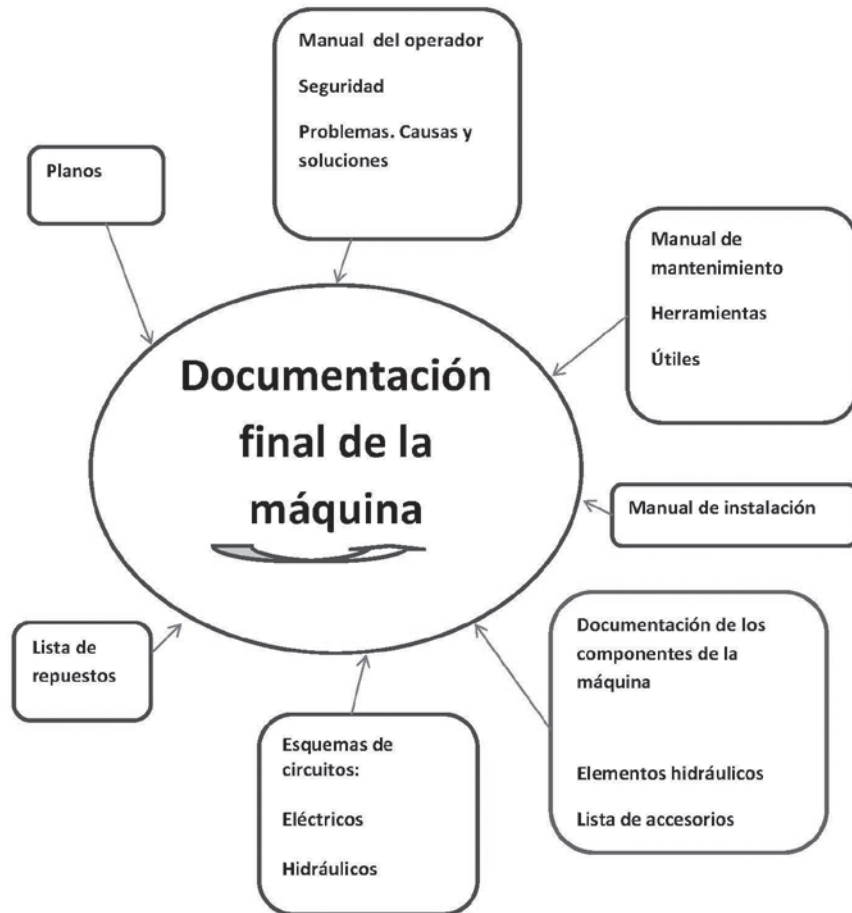 Manual del operador
Seguridad
Problemas. Causas y
soluciones
Planos
Manual de
mantenimiento
Herramientas
Útiles
Documentación
final de la
máquina
Manual de instalación
Documentación de los
componentes de la
máquina
Elementos hidráulicos
Lista de accesorios
Lista de
repuestos
Esquemas de
circuitos:
Eléctricos
Hidráulicos